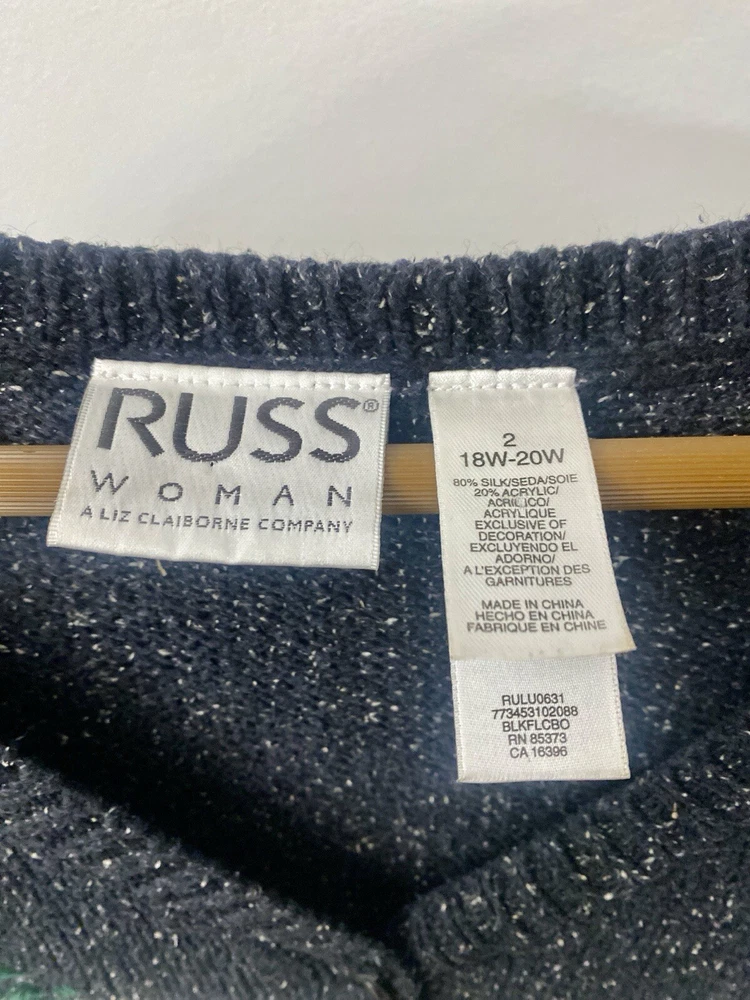 RUSS®
WOMAN
A LIZ CLAIBORNE COMPANY
2
18W-20W
80% SILK/SEDA/SOIE
20% ACRYLIC/
ACRILICO/
ACRYLIQUE
EXCLUSIVE OF
DECORATION/
EXCLUYENDO EL
ADORNO/
A L'EXCEPTION DES
GARNITURES
MADE IN CHINA
HECHO EN CHINA
FABRIQUE EN CHINE
RULU0631
773453102088
BLKFLCBO
RN 85373
CA 16396